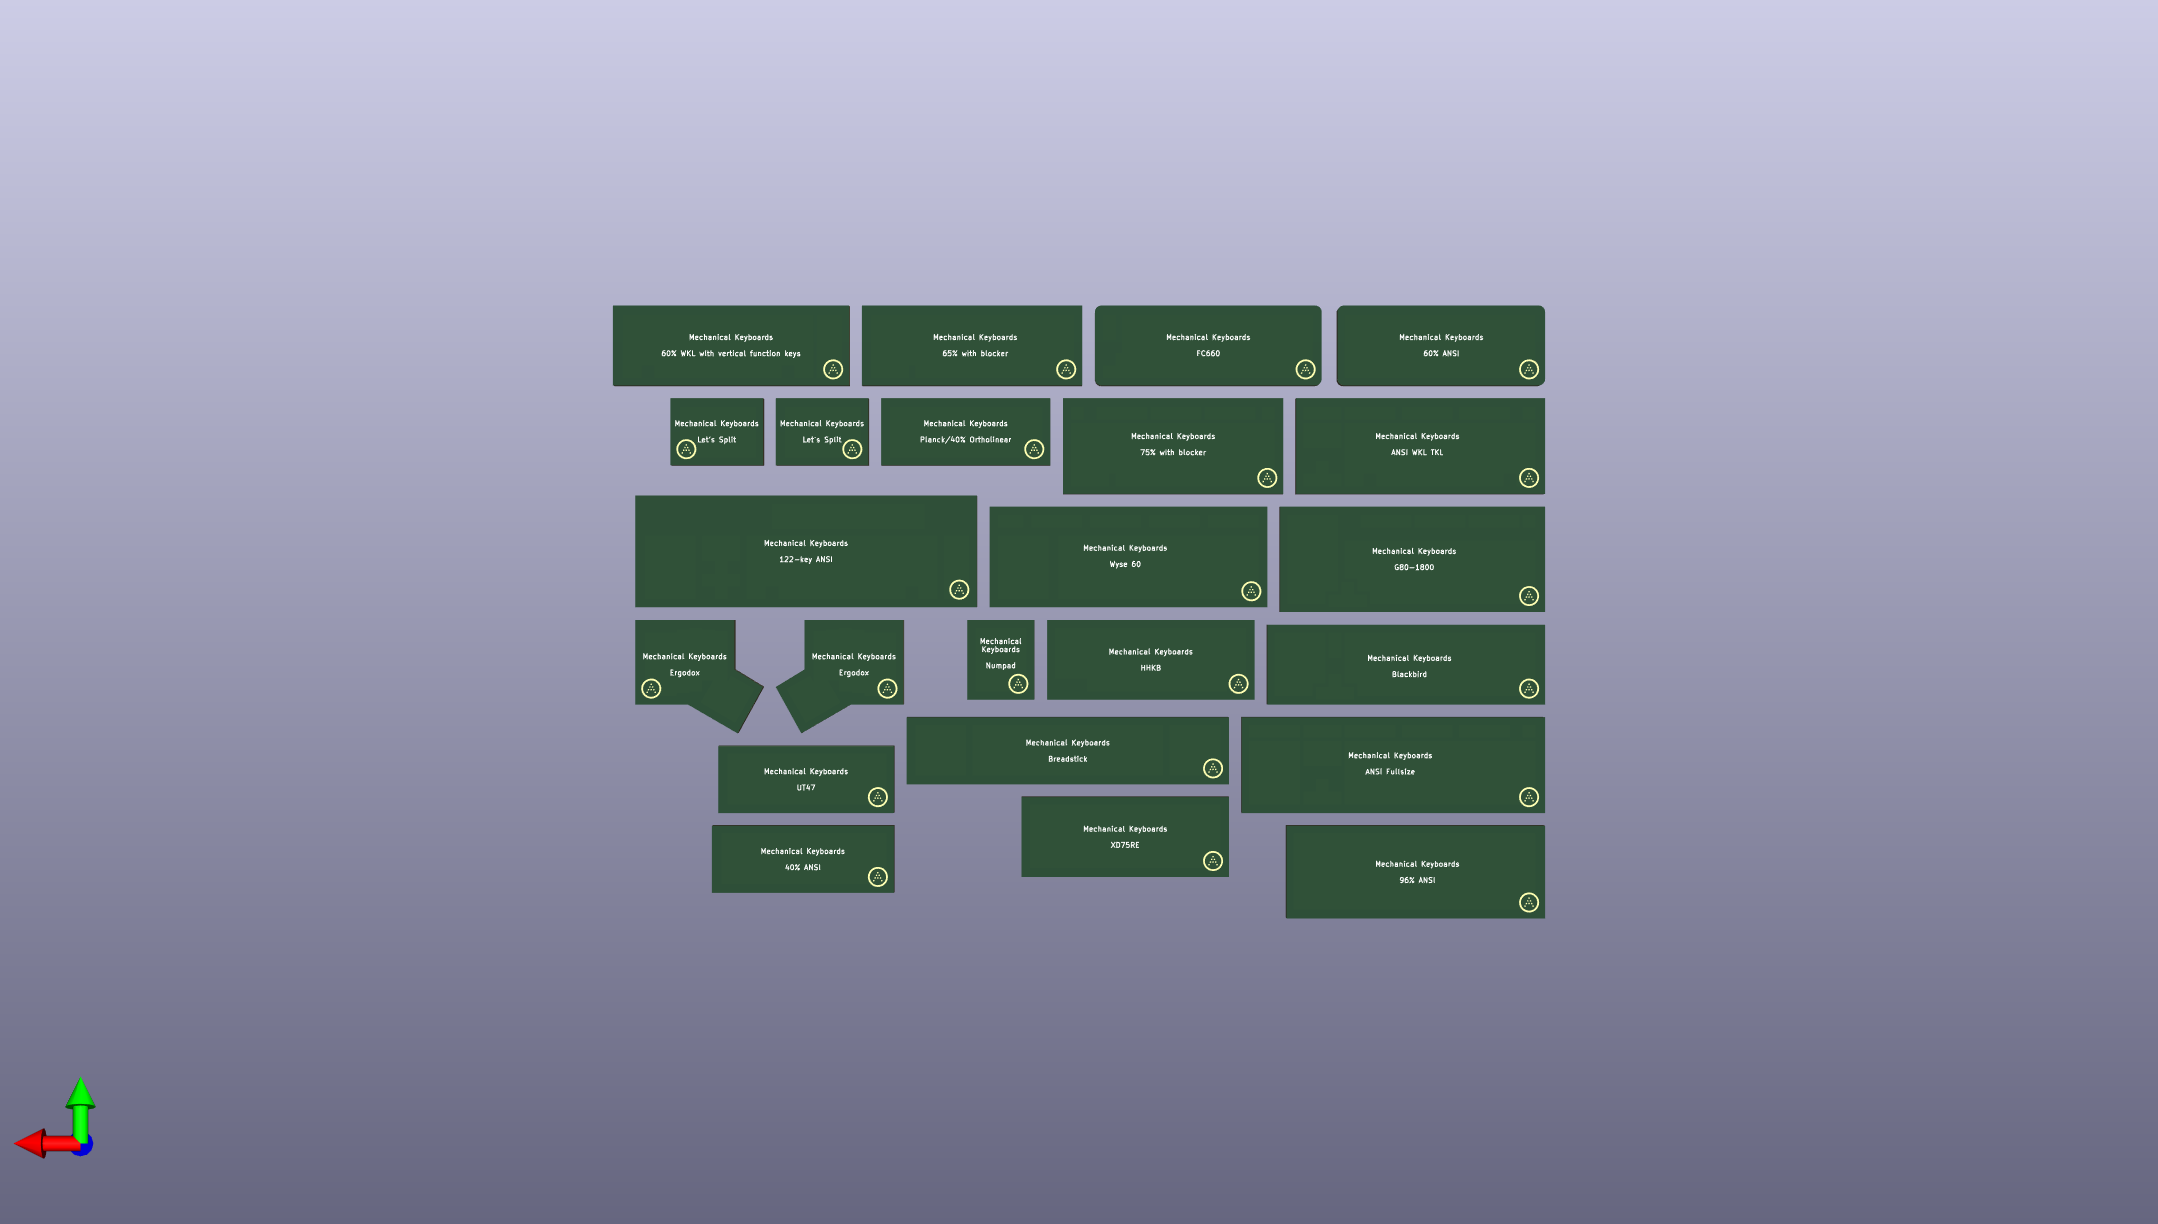 Mechanical Keyboards
60% WKL with vertical function keys
A
Mechanical Keyboards
65% with blocker
A
Mechanical Keyboards
FC660
A
Mechanical Keyboards
60% ANSI
A
Mechanical Keyboards
Let's Split
A
Mechanical Keyboards
Let's Split
A
Mechanical Keyboards
Planck/40% Ortholinear
A
Mechanical Keyboards
75% with blocker
A
Mechanical Keyboards
ANSI WKL TKL
A
Mechanical Keyboards
122-key ANSI
A
Mechanical Keyboards
Wyse 60
A
Mechanical Keyboards
G80-1800
A
Mechanical Keyboards
Ergodox
A
Mechanical Keyboards
Ergodox
A
Mechanical
Keyboards
Numpad
A
Mechanical Keyboards
HHKB
A
Mechanical Keyboards
Blackbird
A
Mechanical Keyboards
UT47
A
Mechanical Keyboards
Breadstick
A
Mechanical Keyboards
ANSI Fullsize
A
Mechanical Keyboards
40% ANSI
A
Mechanical Keyboards
XD75RE
A
Mechanical Keyboards
96% ANSI
A